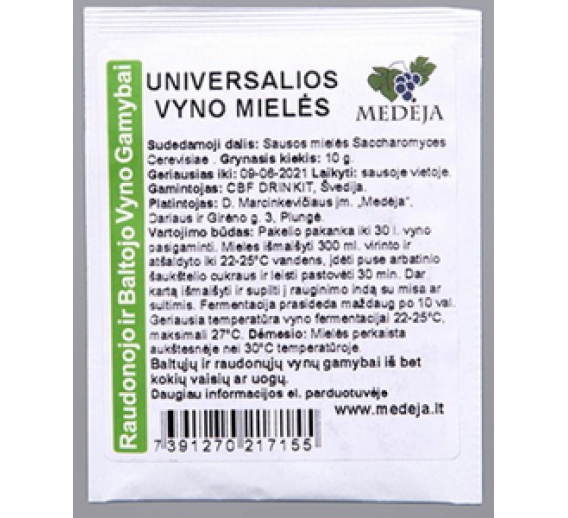 Raudonojo ir Baltojo Vyno Gamybai
UNIVERSALIOS
VYNO MIELĖS
MEDĖJA
Sudedamoji dalis: Sausos mielės Saccharomyces
Cerevisiae . Grynasis kiekis: 10 g.
Geriausias iki: 09-06-2021 Laikyti: sausoje vietoje.
Gamintojas: CBF DRINKIT, Švedija.
Platintojas: D. Marcinkevičiaus įm. „Medėja".
Dariaus ir Girėno g. 3, Plungė.
Vartojimo būdas: Pakelio pakanka iki 30 l. vyno
pasigaminti. Mieles išmaišyti 300 ml. virinto ir
atšaldyto iki 22-25°C vandens, įdėti puse arbatinio
šaukštelio cukraus ir leisti pastovėti 30 min. Dar
kartą išmaišyti ir supilti į rauginimo indą su misa ar
sultimis. Fermentacija prasideda maždaug po 10 val.
Geriausia temperatūra vyno fermentacijai 22-25°C,
maksimali 27°C. Dėmesio: Mielės perkaista
aukštesnėje nei 30°C temperatūroje.
Baltųjų ir raudonųjų vynų gamybai iš bet
kokių vaisių ar uogų.
Daugiau informacijos el. parduotuvėje
www.medeja.lt
7 391270 217155